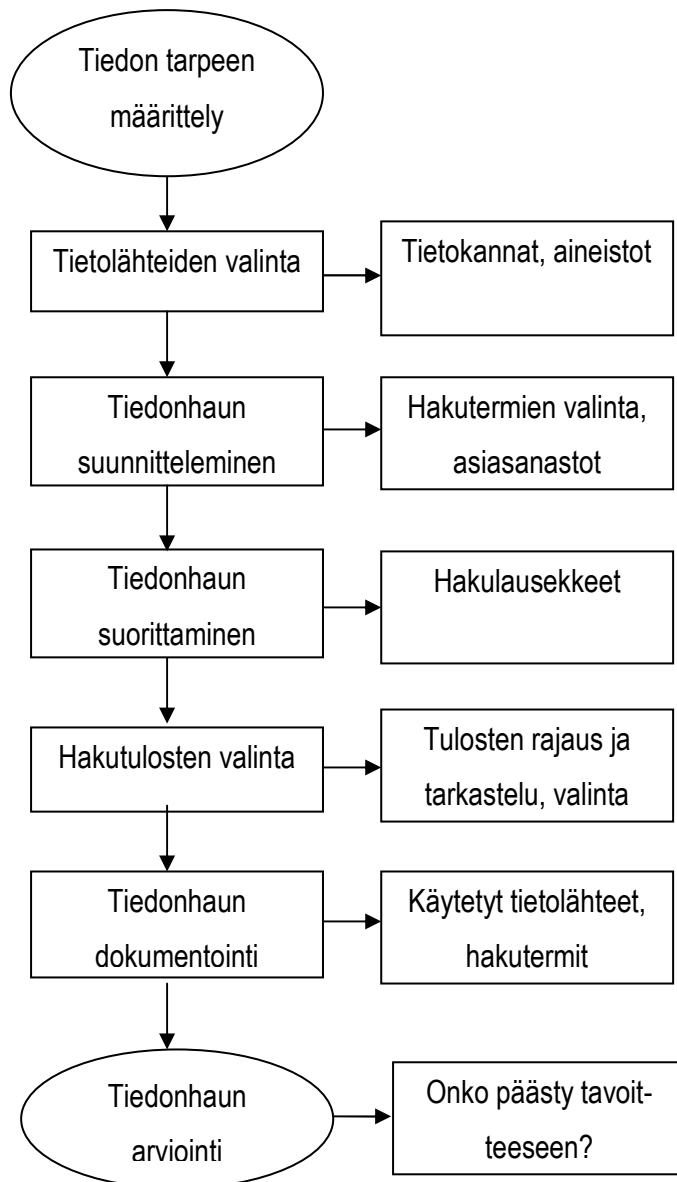 Tiedon tarpeen
määrittely
Tietolähteiden valinta
Tietokannat, aineistot
Tiedonhaun
suunnitteleminen
Hakutermien valinta,
asiasanastot
Tiedonhaun
suorittaminen
Hakulausekkeet
Hakutulosten valinta
Tulosten rajaus ja
tarkastelu, valinta
Tiedonhaun
dokumentointi
Käytetyt tietolähteet,
hakutermit
Tiedonhaun
arviointi
Onko päästy tavoit-
teeseen?